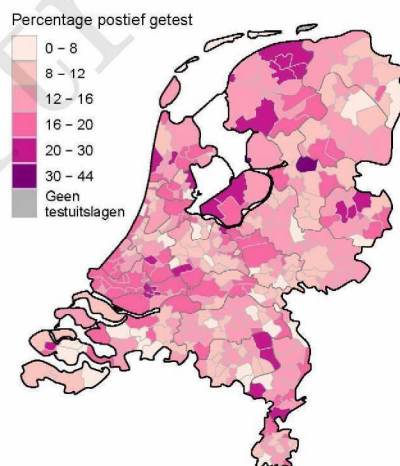 Percentage postief getest
0 – 8
8 – 12
12 – 16
16 – 20
20 – 30
30 – 44
Geen
testuitslagen